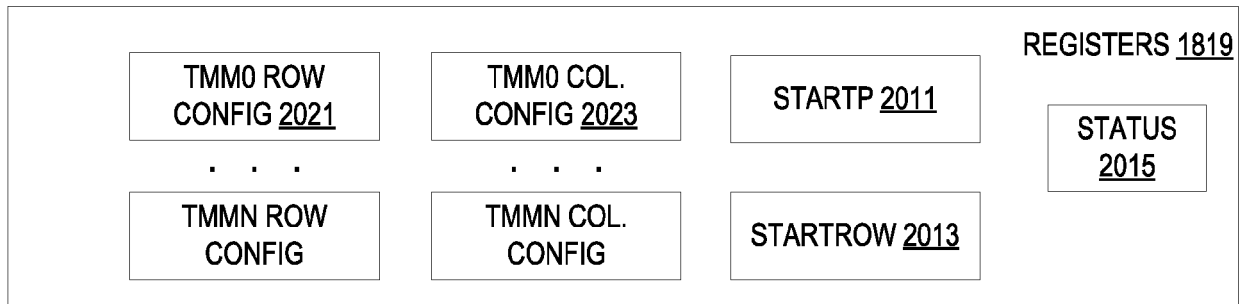 REGISTERS 1819
TMM0 ROW
CONFIG 2021
TMM0 COL.
CONFIG 2023
STARTP 2011
STATUS
2015
. . .
. . .
TMMN ROW
CONFIG
TMMN COL.
CONFIG
STARTROW 2013